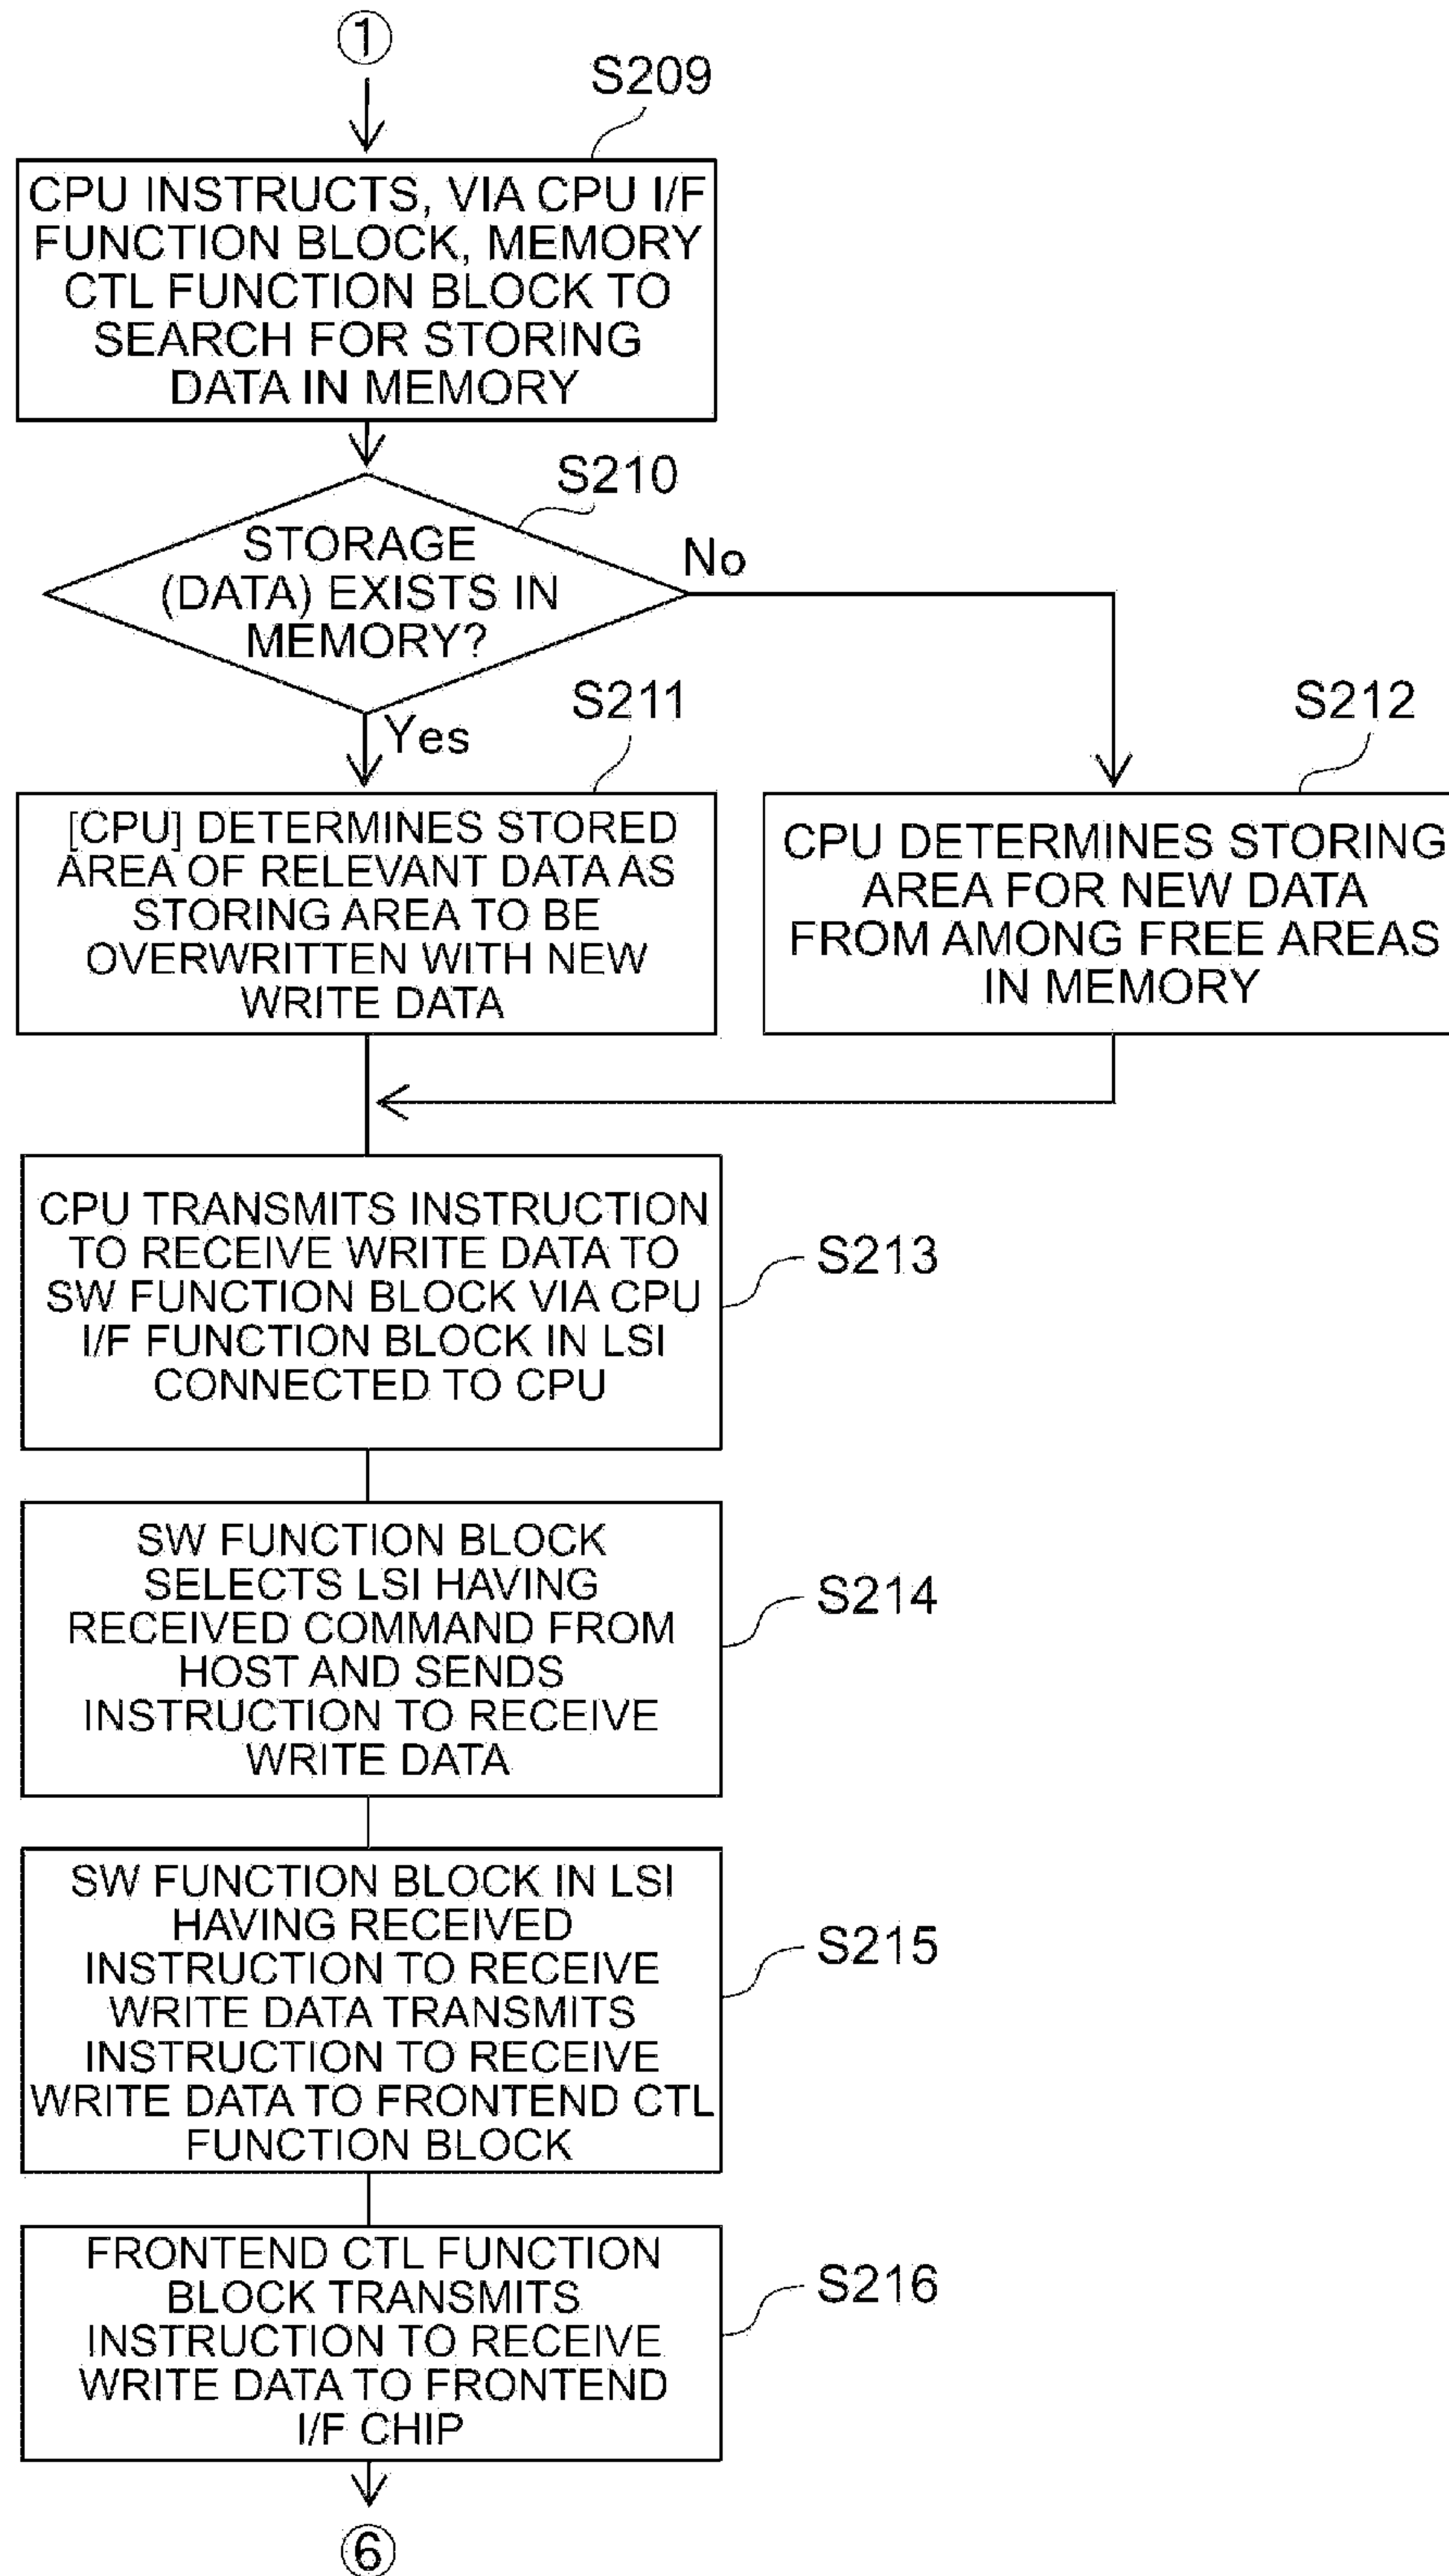 ①
S209
CPU INSTRUCTS, VIA CPU I/F
FUNCTION BLOCK, MEMORY
CTL FUNCTION BLOCK TO
SEARCH FOR STORING
DATA IN MEMORY
S210
STORAGE
(DATA) EXISTS IN
MEMORY?
No
Yes
S211
[CPU] DETERMINES STORED
AREA OF RELEVANT DATA AS
STORING AREA TO BE
OVERWRITTEN WITH NEW
WRITE DATA
S212
CPU DETERMINES STORING
AREA FOR NEW DATA
FROM AMONG FREE AREAS
IN MEMORY
CPU TRANSMITS INSTRUCTION
TO RECEIVE WRITE DATA TO
SW FUNCTION BLOCK VIA CPU
I/F FUNCTION BLOCK IN LSI
CONNECTED TO CPU
S213
SW FUNCTION BLOCK
SELECTS LSI HAVING
RECEIVED COMMAND FROM
HOST AND SENDS
INSTRUCTION TO RECEIVE
WRITE DATA
S214
SW FUNCTION BLOCK IN LSI
HAVING RECEIVED
INSTRUCTION TO RECEIVE
WRITE DATA TRANSMITS
INSTRUCTION TO RECEIVE
WRITE DATA TO FRONTEND CTL
FUNCTION BLOCK
S215
FRONTEND CTL FUNCTION
BLOCK TRANSMITS
INSTRUCTION TO RECEIVE
WRITE DATA TO FRONTEND
I/F CHIP
S216
⑥